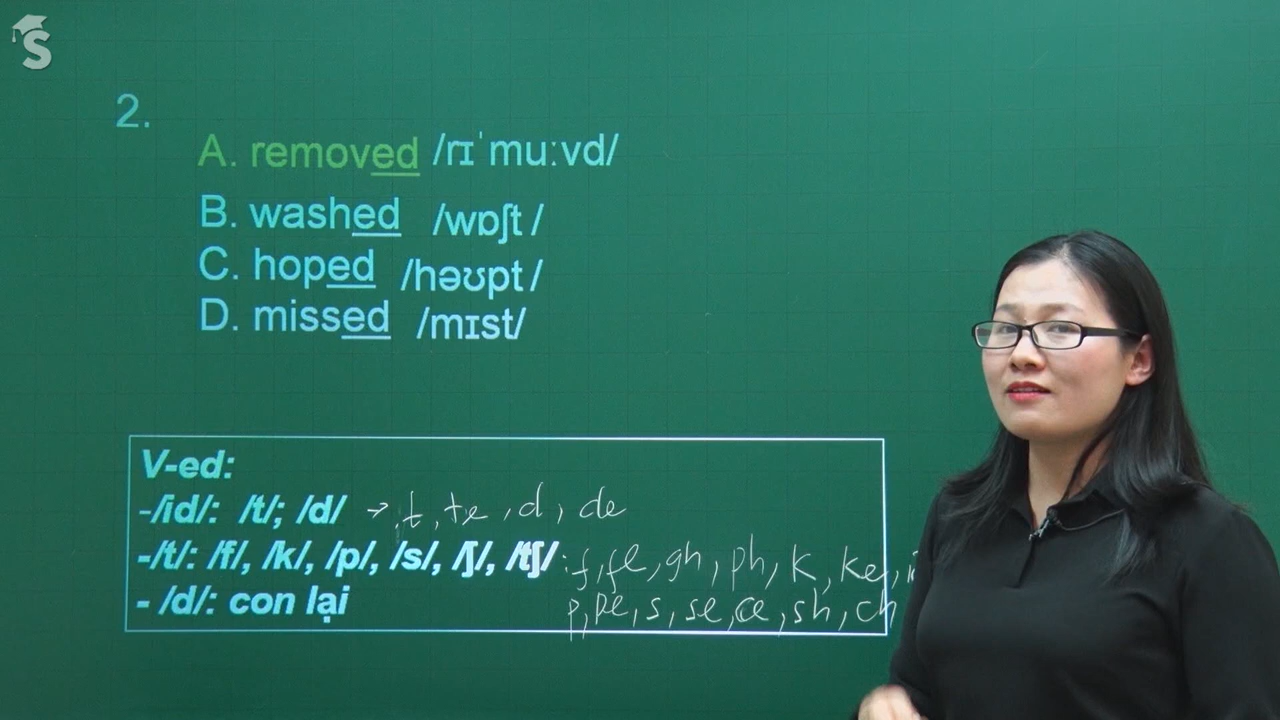 S
2.
A. removed /rɪˈmuːvd/
B. washed /wɒʃt /
C. hoped /həʊpt /
D. missed /mɪst/
V-ed:
-/id/: /t/; /d/ → t, te, d, de
-/t/: /f/, /k/, /p/, /s/, /ʃ/, /tʃ/ : f, fe, gh, ph, k, ke,
p, pe, s, se, ce, sh, ch
- /d/: con lại